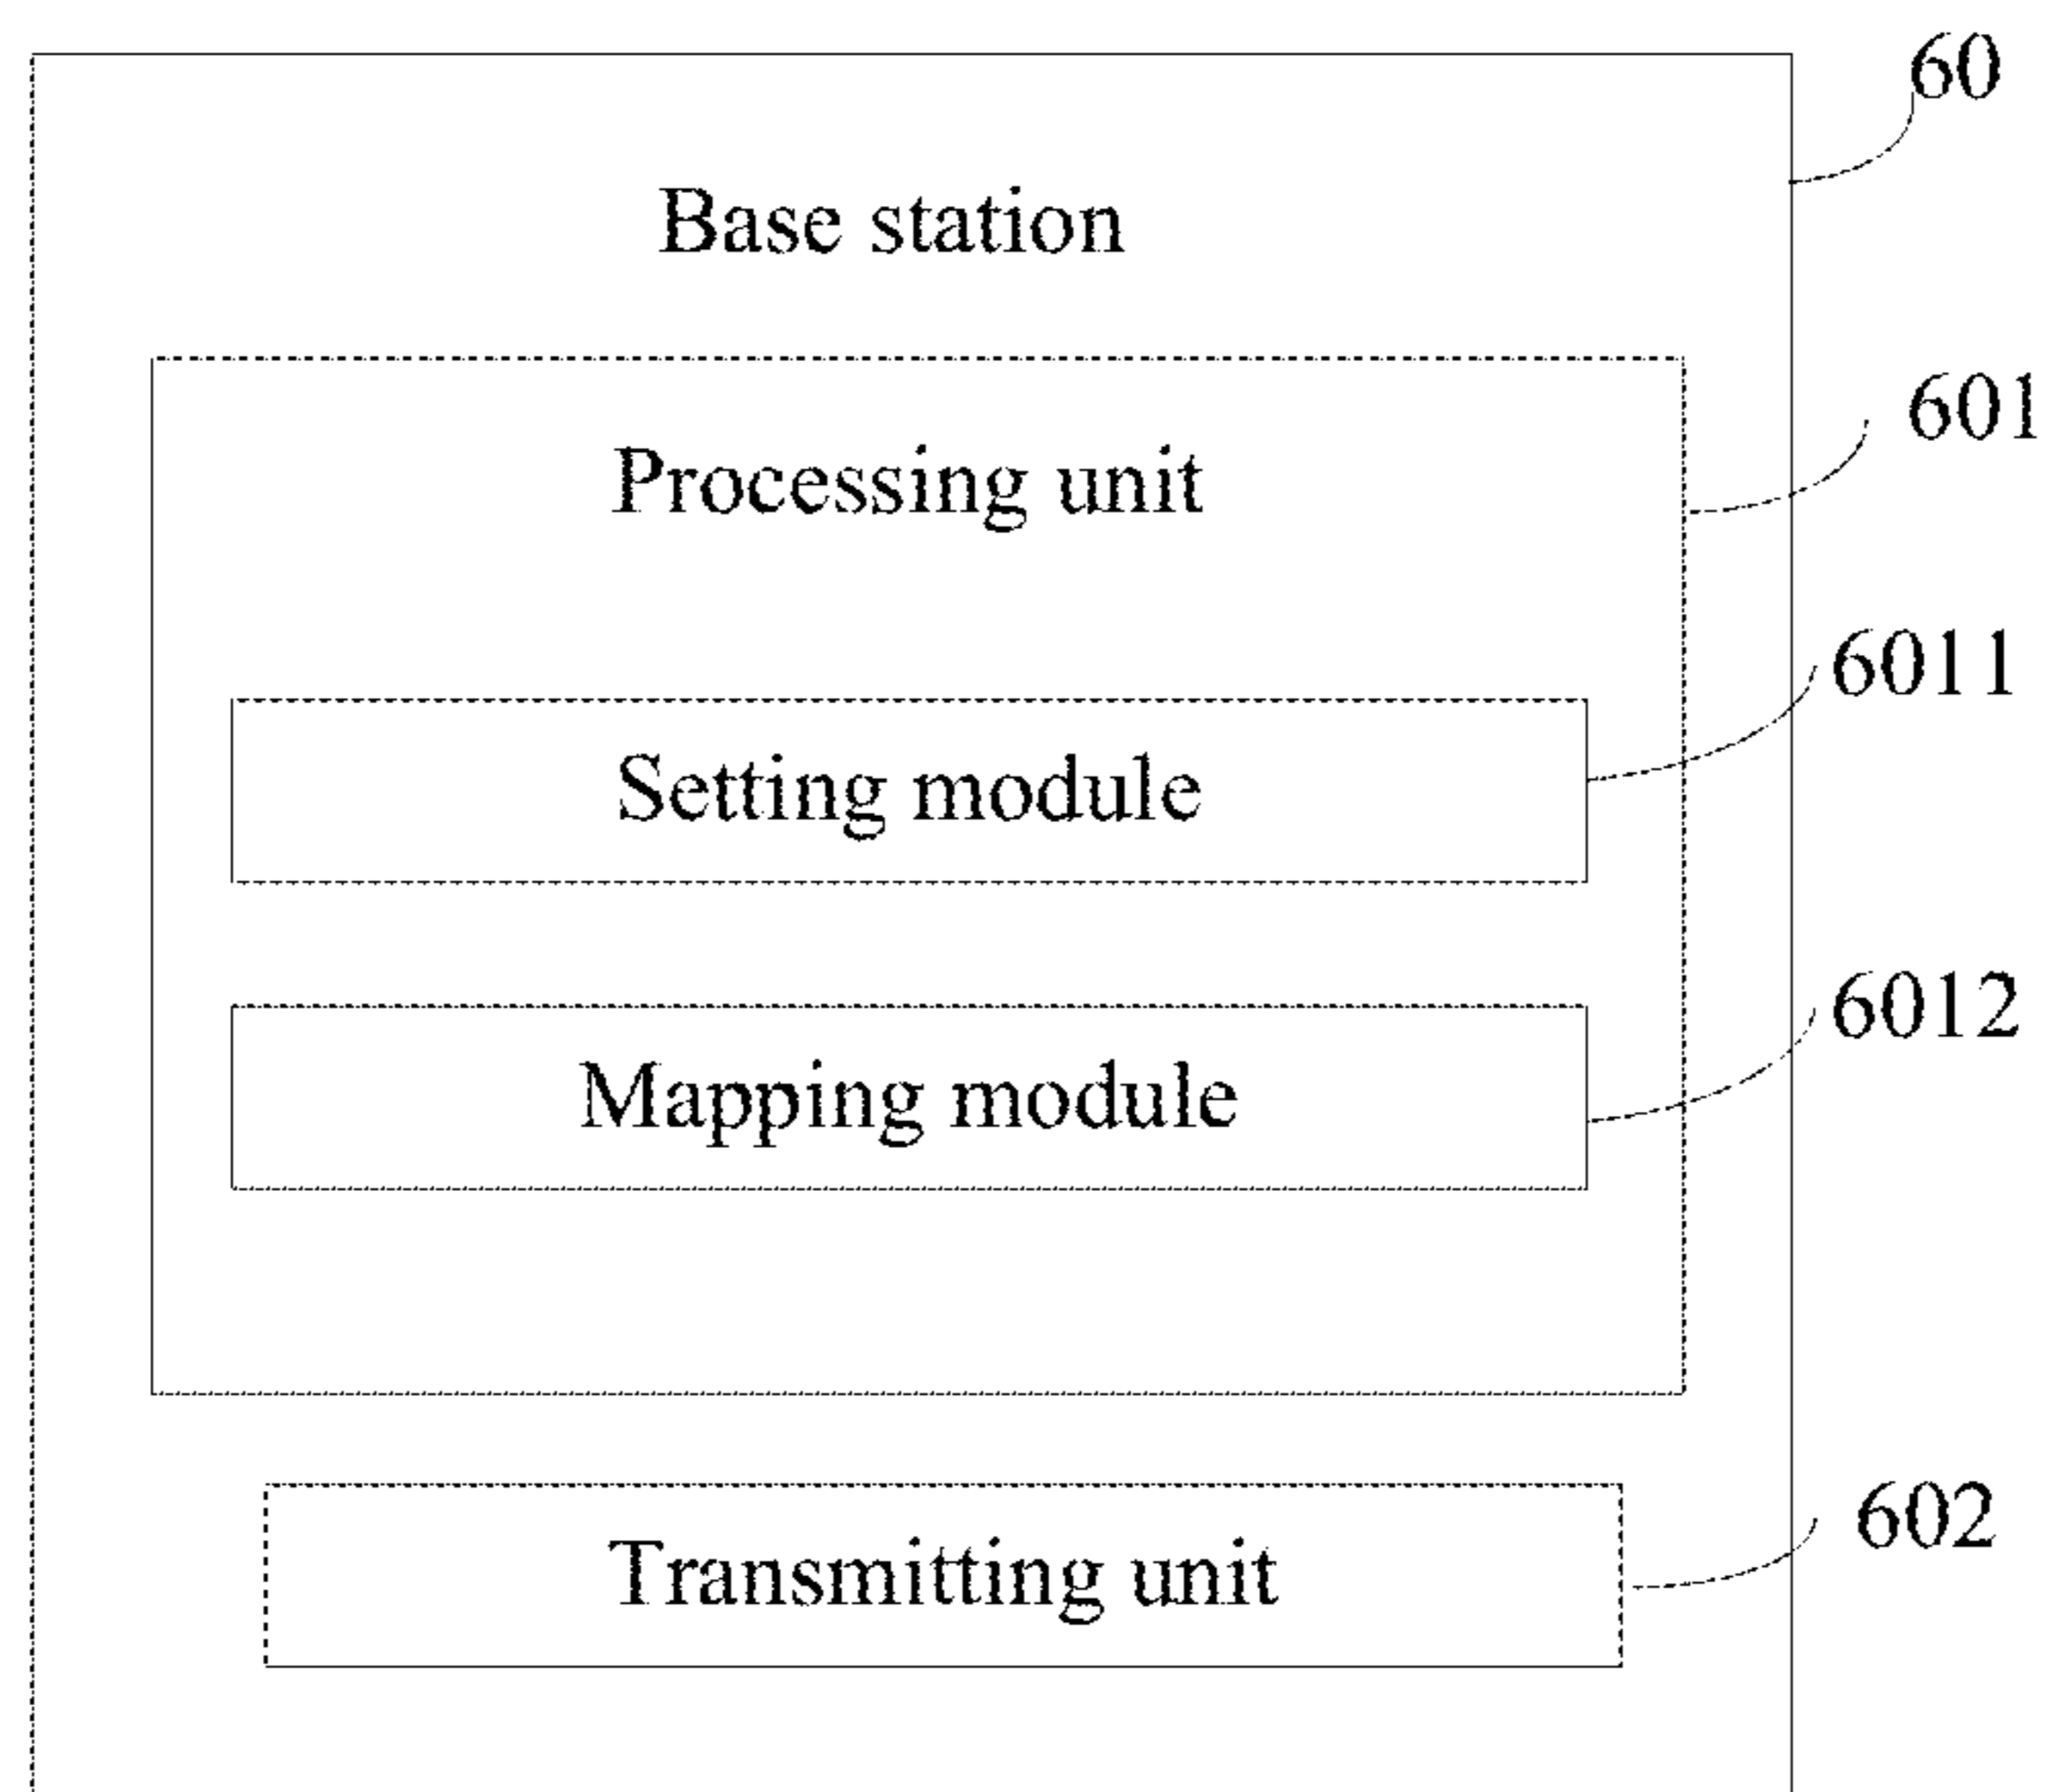 60
Base station
601
Processing unit
6011
Setting module
6012
Mapping module
602
Transmitting unit